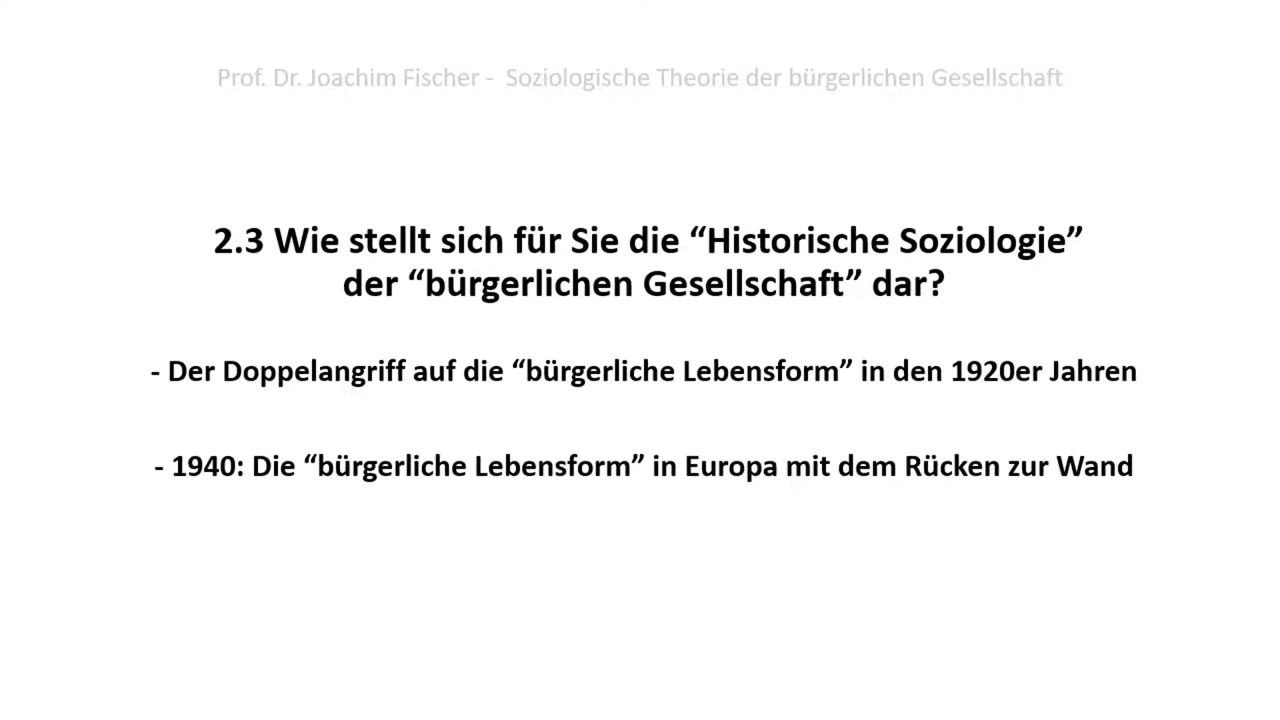 Prof. Dr. Joachim Fischer - Soziologische Theorie der bürgerlichen Gesellschaft
2.3 Wie stellt sich für Sie die “Historische Soziologie”
der “bürgerlichen Gesellschaft” dar?
- Der Doppelangriff auf die “bürgerliche Lebensform” in den 1920er Jahren
- 1940: Die “bürgerliche Lebensform” in Europa mit dem Rücken zur Wand